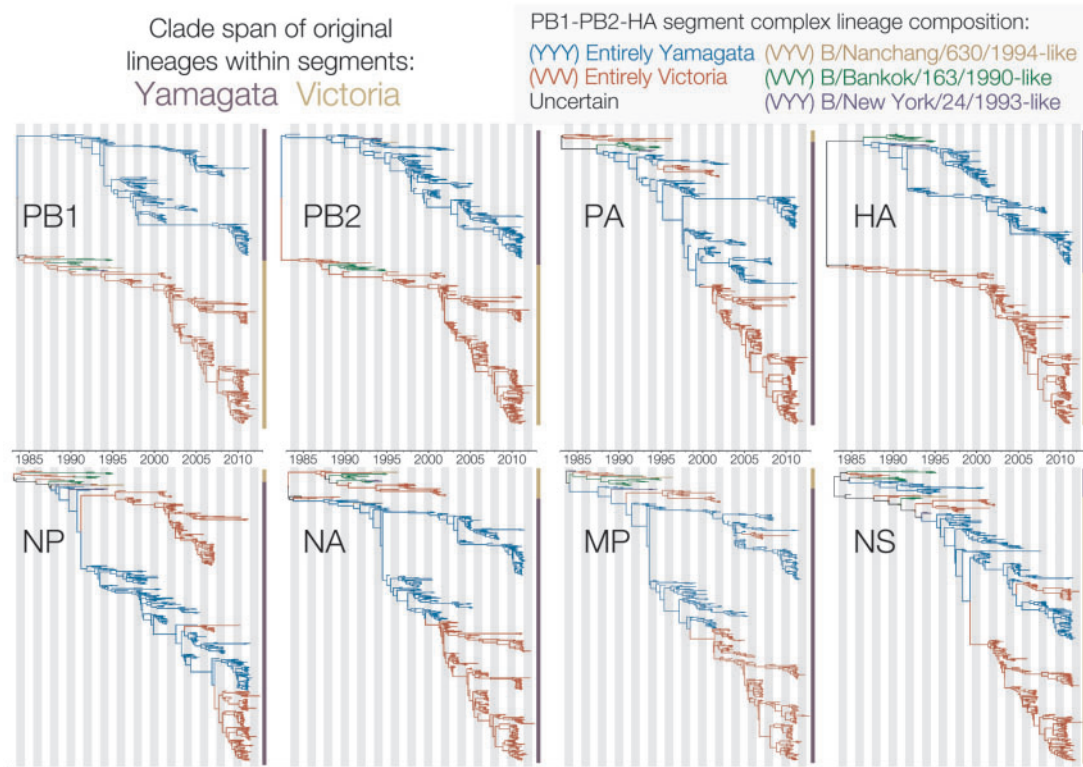 Clade span of original
lineages within segments:
Yamagata Victoria
PB1-PB2-HA segment complex lineage composition:
(YYY) Entirely Yamagata (VYV) B/Nanchang/630/1994-like
(VVV) Entirely Victoria (VVY) B/Bankok/163/1990-like
Uncertain (VYY) B/New York/24/1993-like
PB1 PB2 PA HA
1985 1990 1995 2000 2005 2010 1985 1990 1995 2000 2005 2010 1985 1990 1995 2000 2005 2010 1985 1990 1995 2000 2005 2010
NP NA MP NS